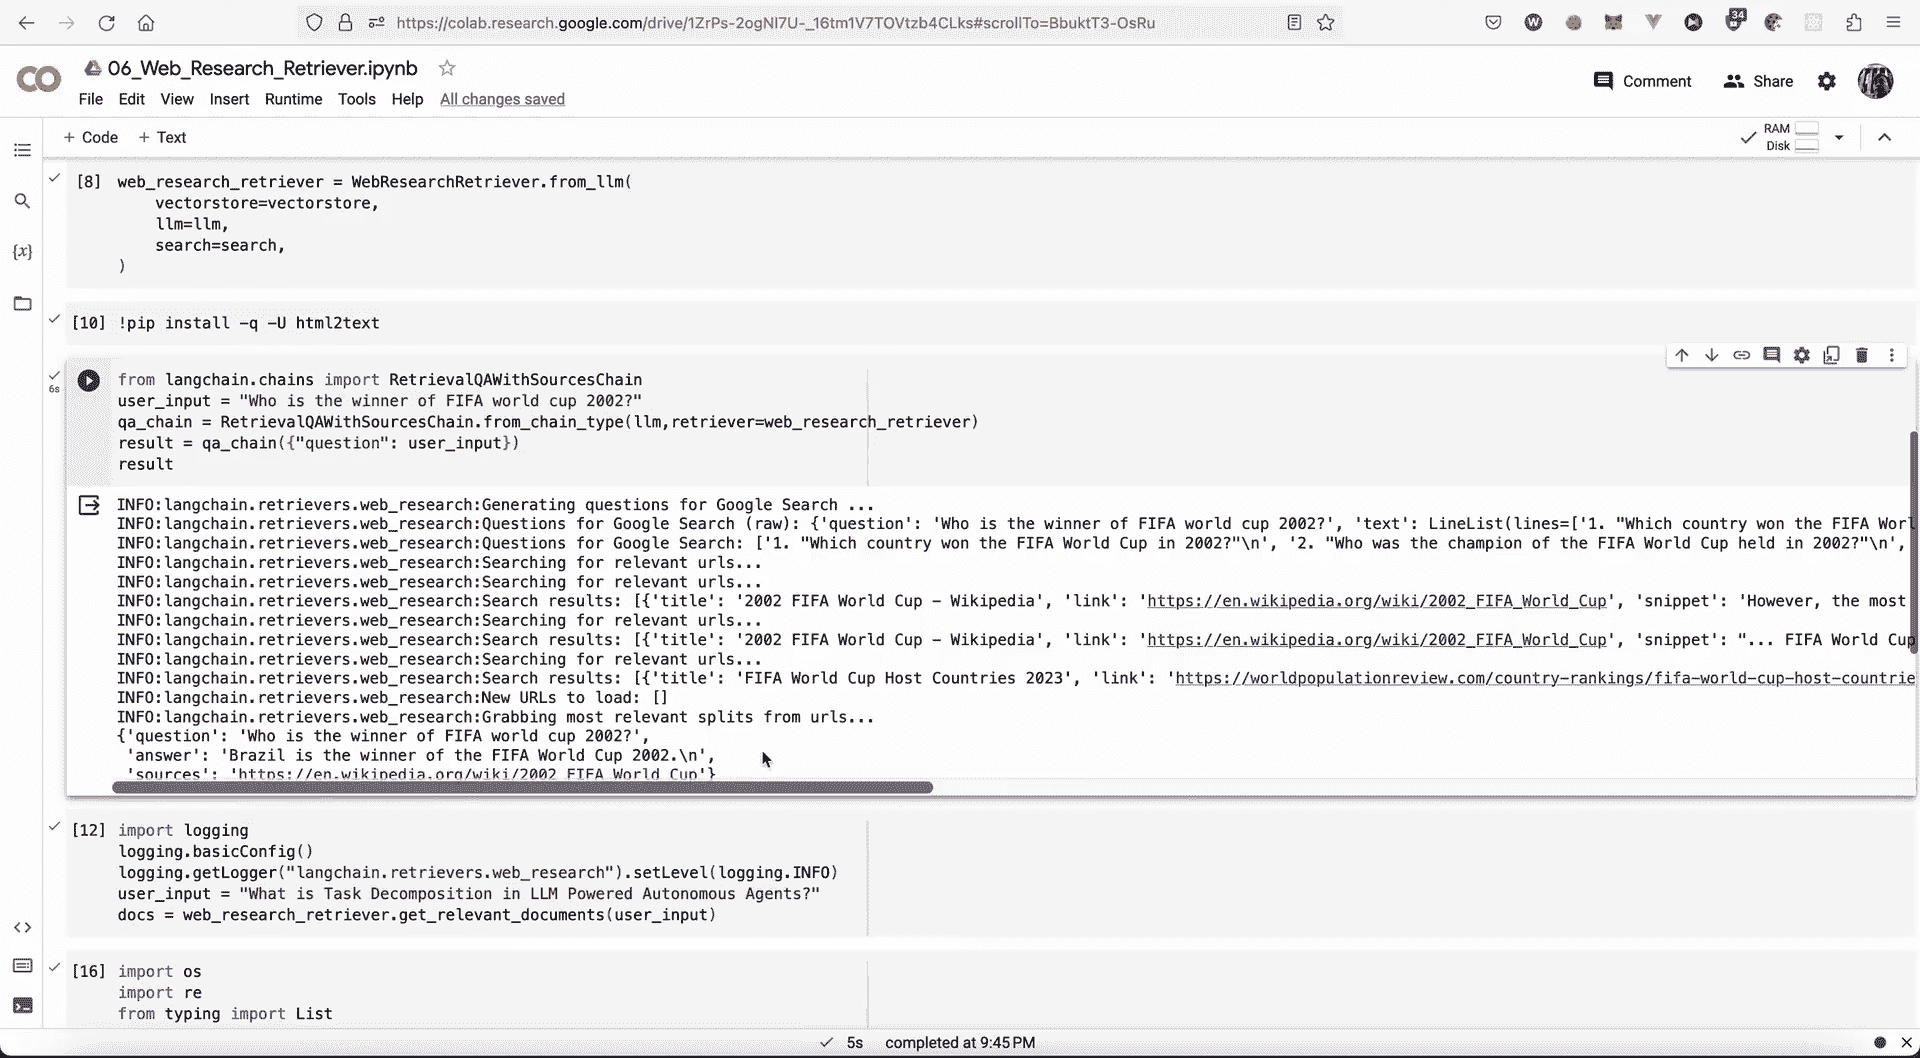 https://colab.research.google.com/drive/1ZrPs-2ogNI7U-_16tm1V7TOVtzb4CLks#scrollTo=BbuktT3-OsRu
34
06_Web_Research_Retriever.ipynb
File Edit View Insert Runtime Tools Help All changes saved
Comment Share
+ Code + Text
RAM
Disk
[8] web_research_retriever = WebResearchRetriever.from_llm(
vectorstore=vectorstore,
llm=llm,
search=search,
)
[10] !pip install -q -U html2text
6s
from langchain.chains import RetrievalQAWithSourcesChain
user_input = "Who is the winner of FIFA world cup 2002?"
qa_chain = RetrievalQAWithSourcesChain.from_chain_type(llm,retriever=web_research_retriever)
result = qa_chain({"question": user_input})
result
INFO:langchain.retrievers.web_research:Generating questions for Google Search ...
INFO:langchain.retrievers.web_research:Questions for Google Search (raw): {'question': 'Who is the winner of FIFA world cup 2002?', 'text': LineList(lines=['1. "Which country won the FIFA Worl
INFO:langchain.retrievers.web_research:Questions for Google Search: ['1. "Which country won the FIFA World Cup in 2002?"\n', '2. "Who was the champion of the FIFA World Cup held in 2002?"\n',
INFO:langchain.retrievers.web_research:Searching for relevant urls...
INFO:langchain.retrievers.web_research:Searching for relevant urls...
INFO:langchain.retrievers.web_research:Search results: [{'title': '2002 FIFA World Cup - Wikipedia', 'link': 'https://en.wikipedia.org/wiki/2002_FIFA_World_Cup', 'snippet': 'However, the most
INFO:langchain.retrievers.web_research:Searching for relevant urls...
INFO:langchain.retrievers.web_research:Search results: [{'title': '2002 FIFA World Cup - Wikipedia', 'link': 'https://en.wikipedia.org/wiki/2002_FIFA_World_Cup', 'snippet': "... FIFA World Cup
INFO:langchain.retrievers.web_research:Searching for relevant urls...
INFO:langchain.retrievers.web_research:Search results: [{'title': 'FIFA World Cup Host Countries 2023', 'link': 'https://worldpopulationreview.com/country-rankings/fifa-world-cup-host-countrie
INFO:langchain.retrievers.web_research:New URLs to load: []
INFO:langchain.retrievers.web_research:Grabbing most relevant splits from urls...
{'question': 'Who is the winner of FIFA world cup 2002?',
'answer': 'Brazil is the winner of the FIFA World Cup 2002.\n',
'sources': 'https://en.wikipedia.org/wiki/2002_FIFA_World_Cup'}
[12] import logging
logging.basicConfig()
logging.getLogger("langchain.retrievers.web_research").setLevel(logging.INFO)
user_input = "What is Task Decomposition in LLM Powered Autonomous Agents?"
docs = web_research_retriever.get_relevant_documents(user_input)
[16] import os
import re
from typing import List
5s completed at 9:45 PM